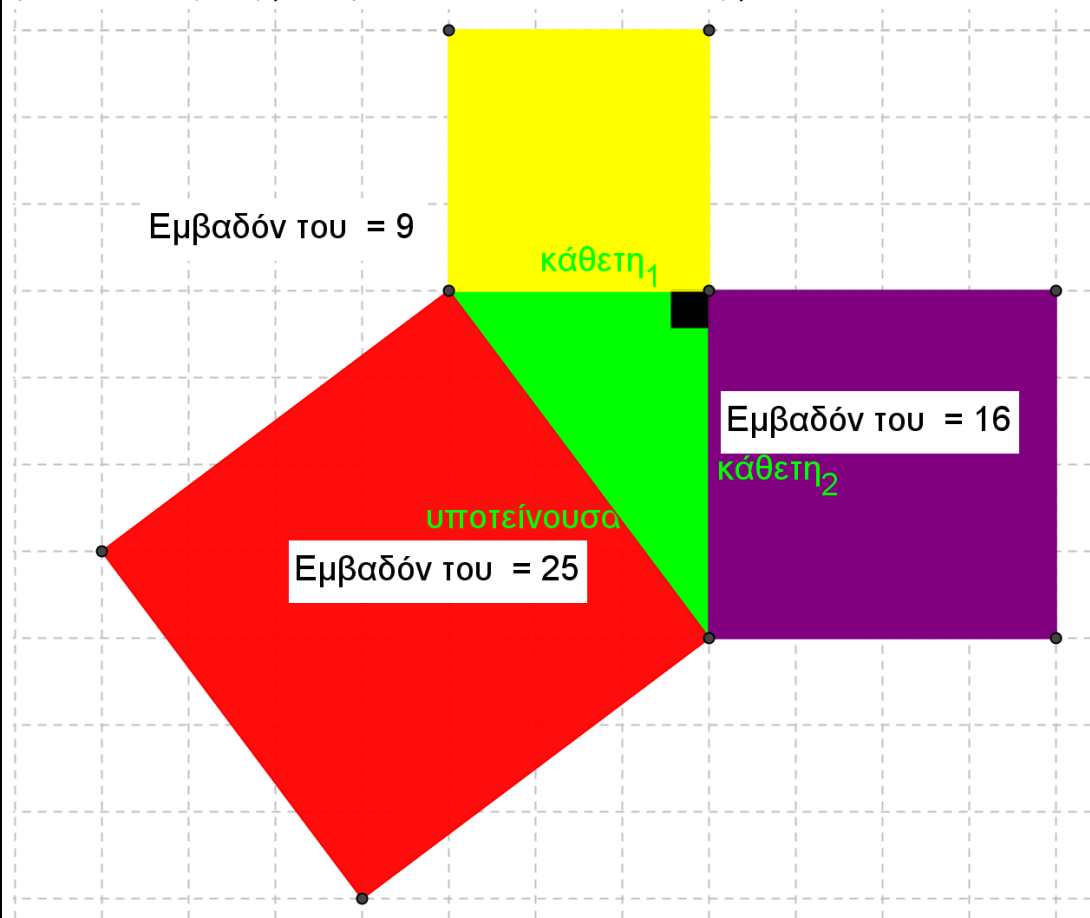 Εμβαδόν του = 9
κάθετη₁
Εμβαδόν του = 16
κάθετη₂
υποτείνουσα
Εμβαδόν του = 25